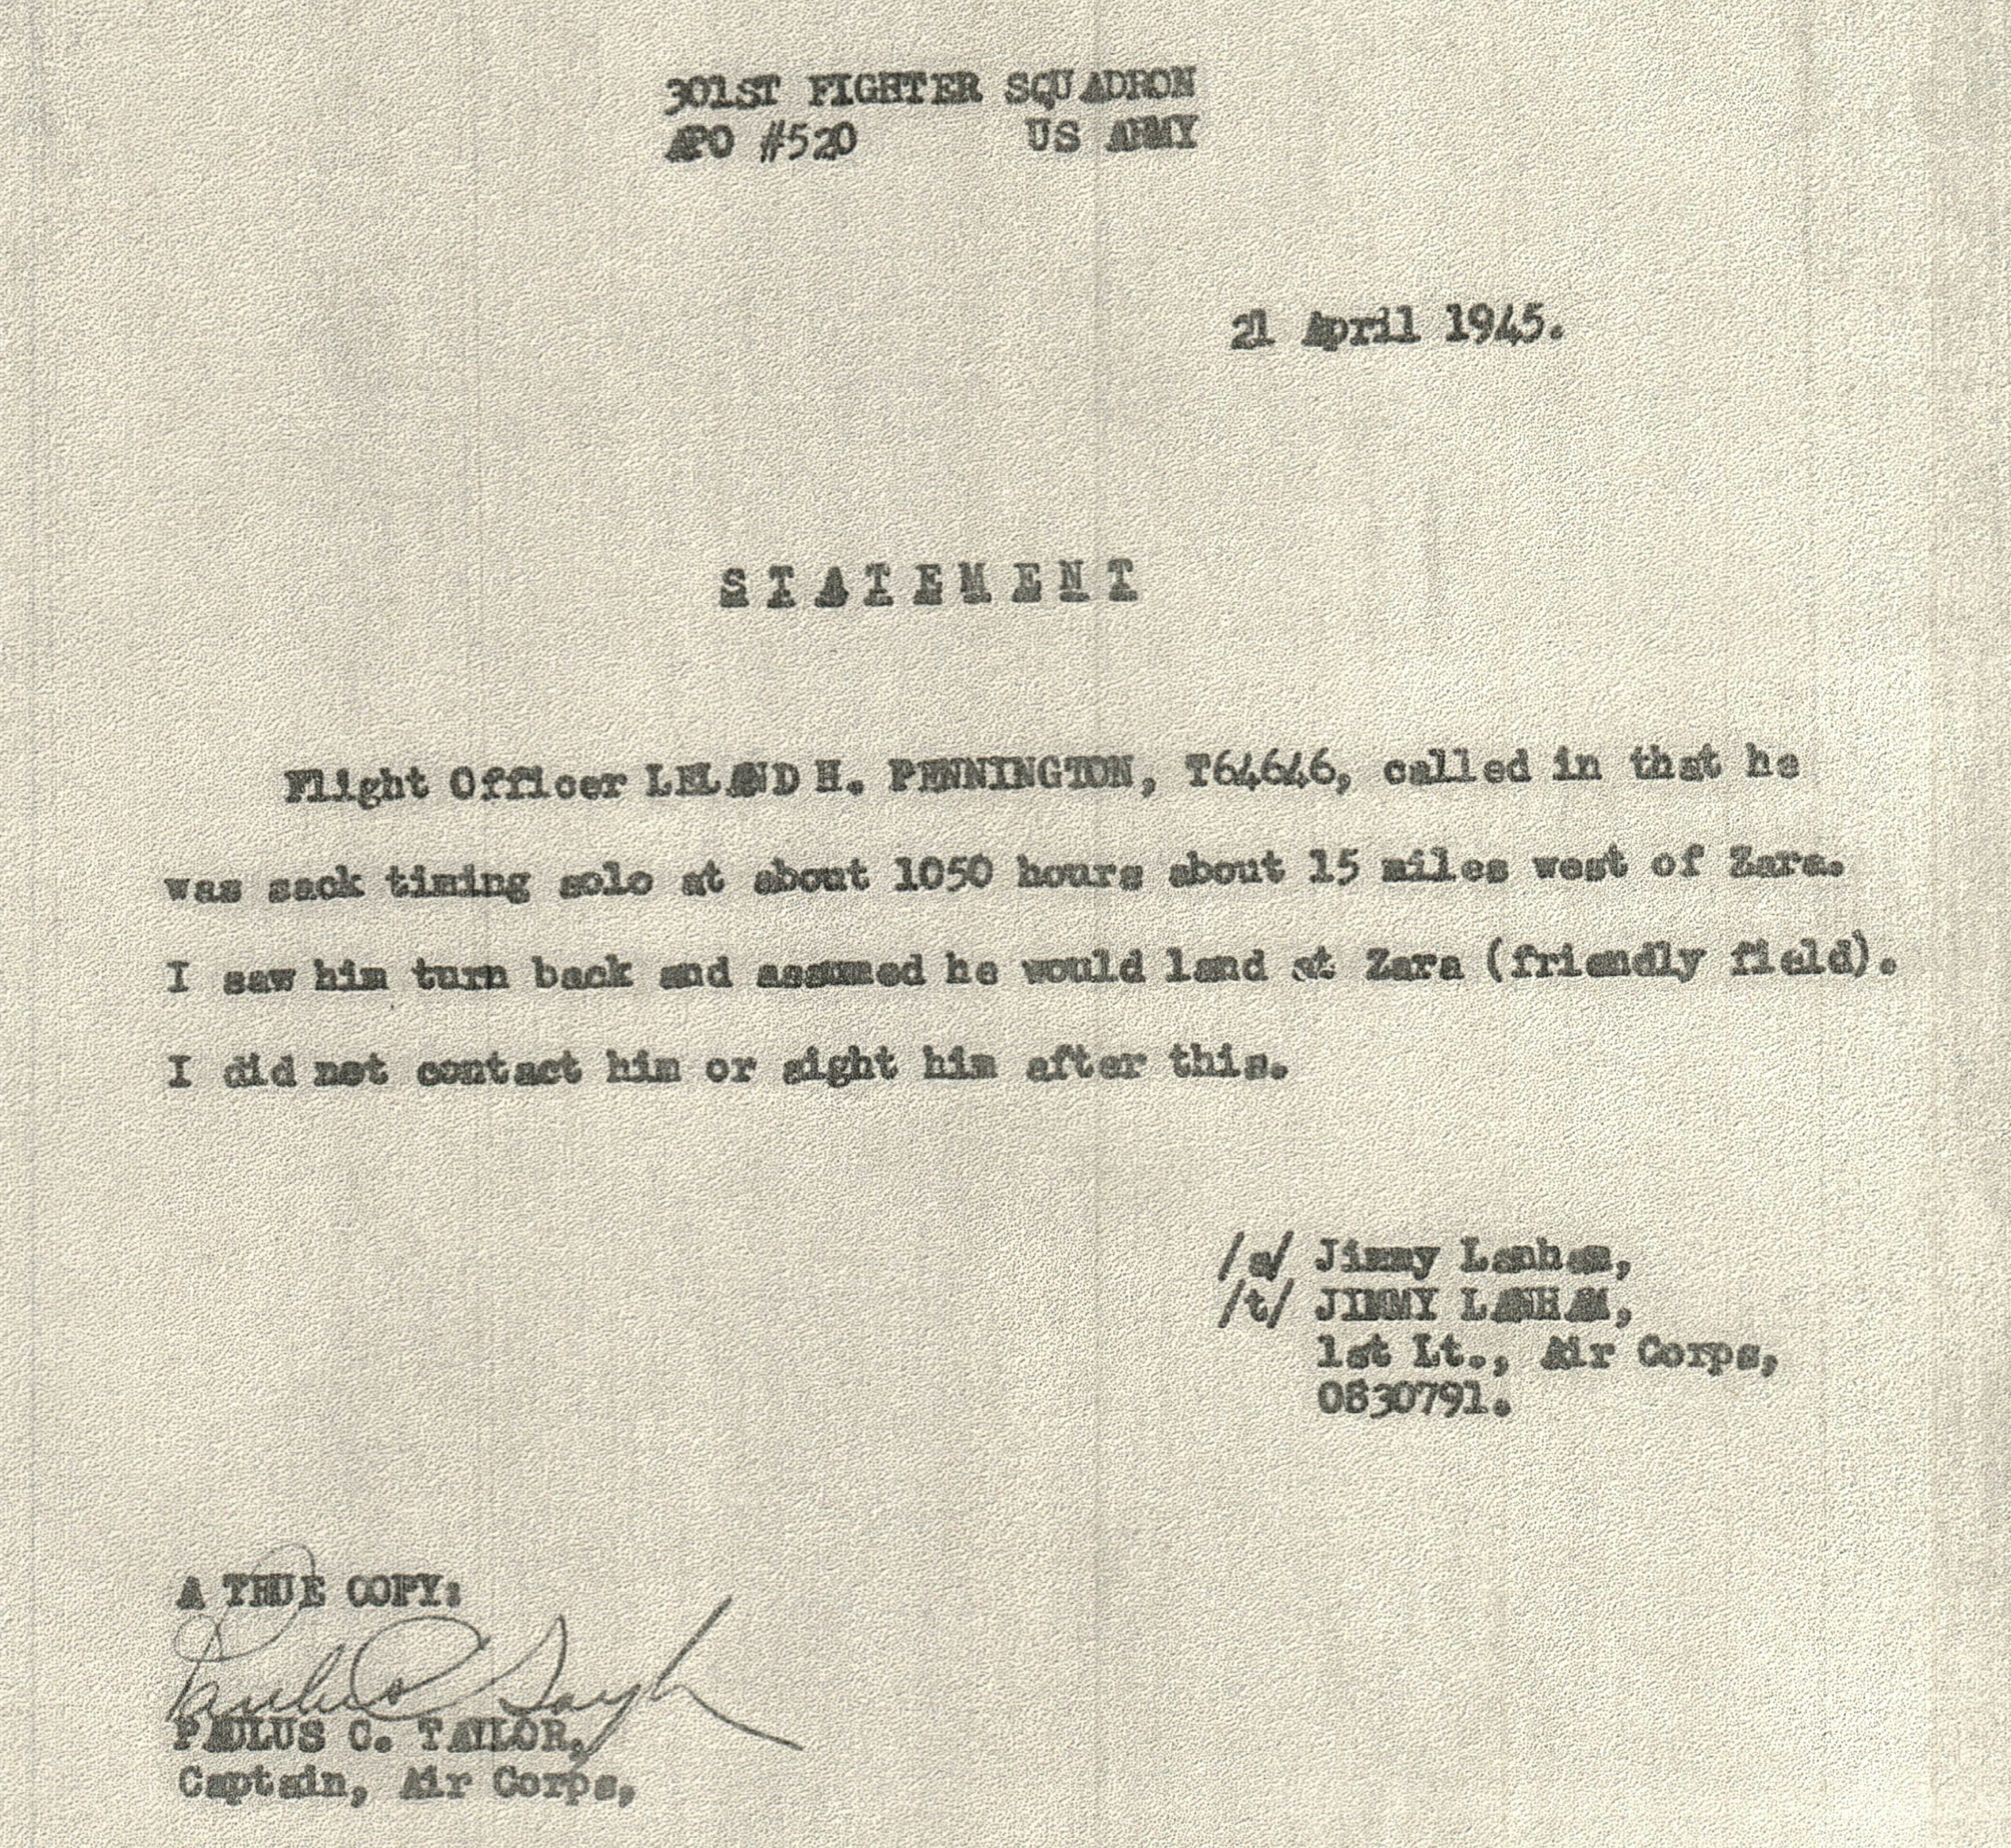 301ST FIGHTER SQUADRON
APO #520 US ARMY
21 April 1945.
STATEMENT
Flight Officer LELAND H. PENNINGTON, T64646, called in that he
was sack timing solo at about 1050 hours about 15 miles west of Zara.
I saw him turn back and assumed he would land at Zara (friendly field).
I did not contact him or sight him after this.
/s/ Jimmy Lanham,
/t/ JIMMY LANHAM,
1st Lt., Air Corps,
0830791.
A TRUE COPY:
Paulus C Taylor
PAULUS C. TAYLOR,
Captain, Air Corps,